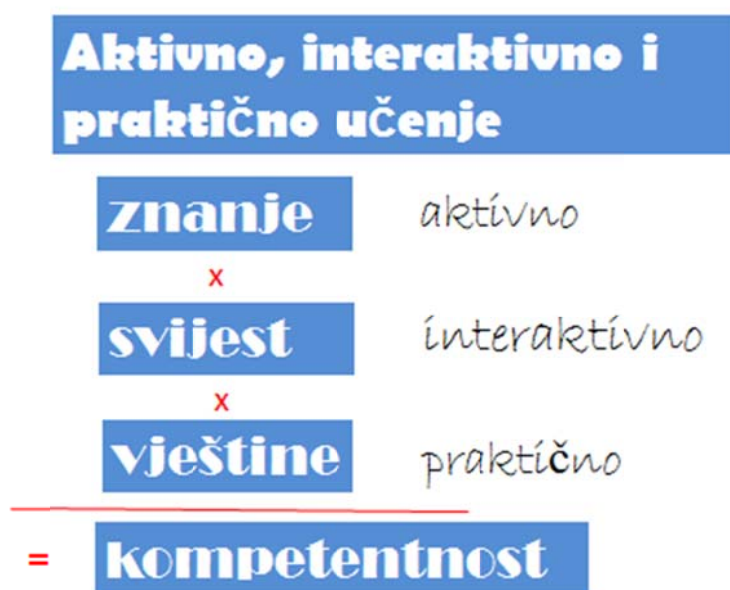 Aktivno, interaktivno i
praktično učenje
znanje aktivno
x
svijest interaktivno
x
vještine praktično
= kompetentnost